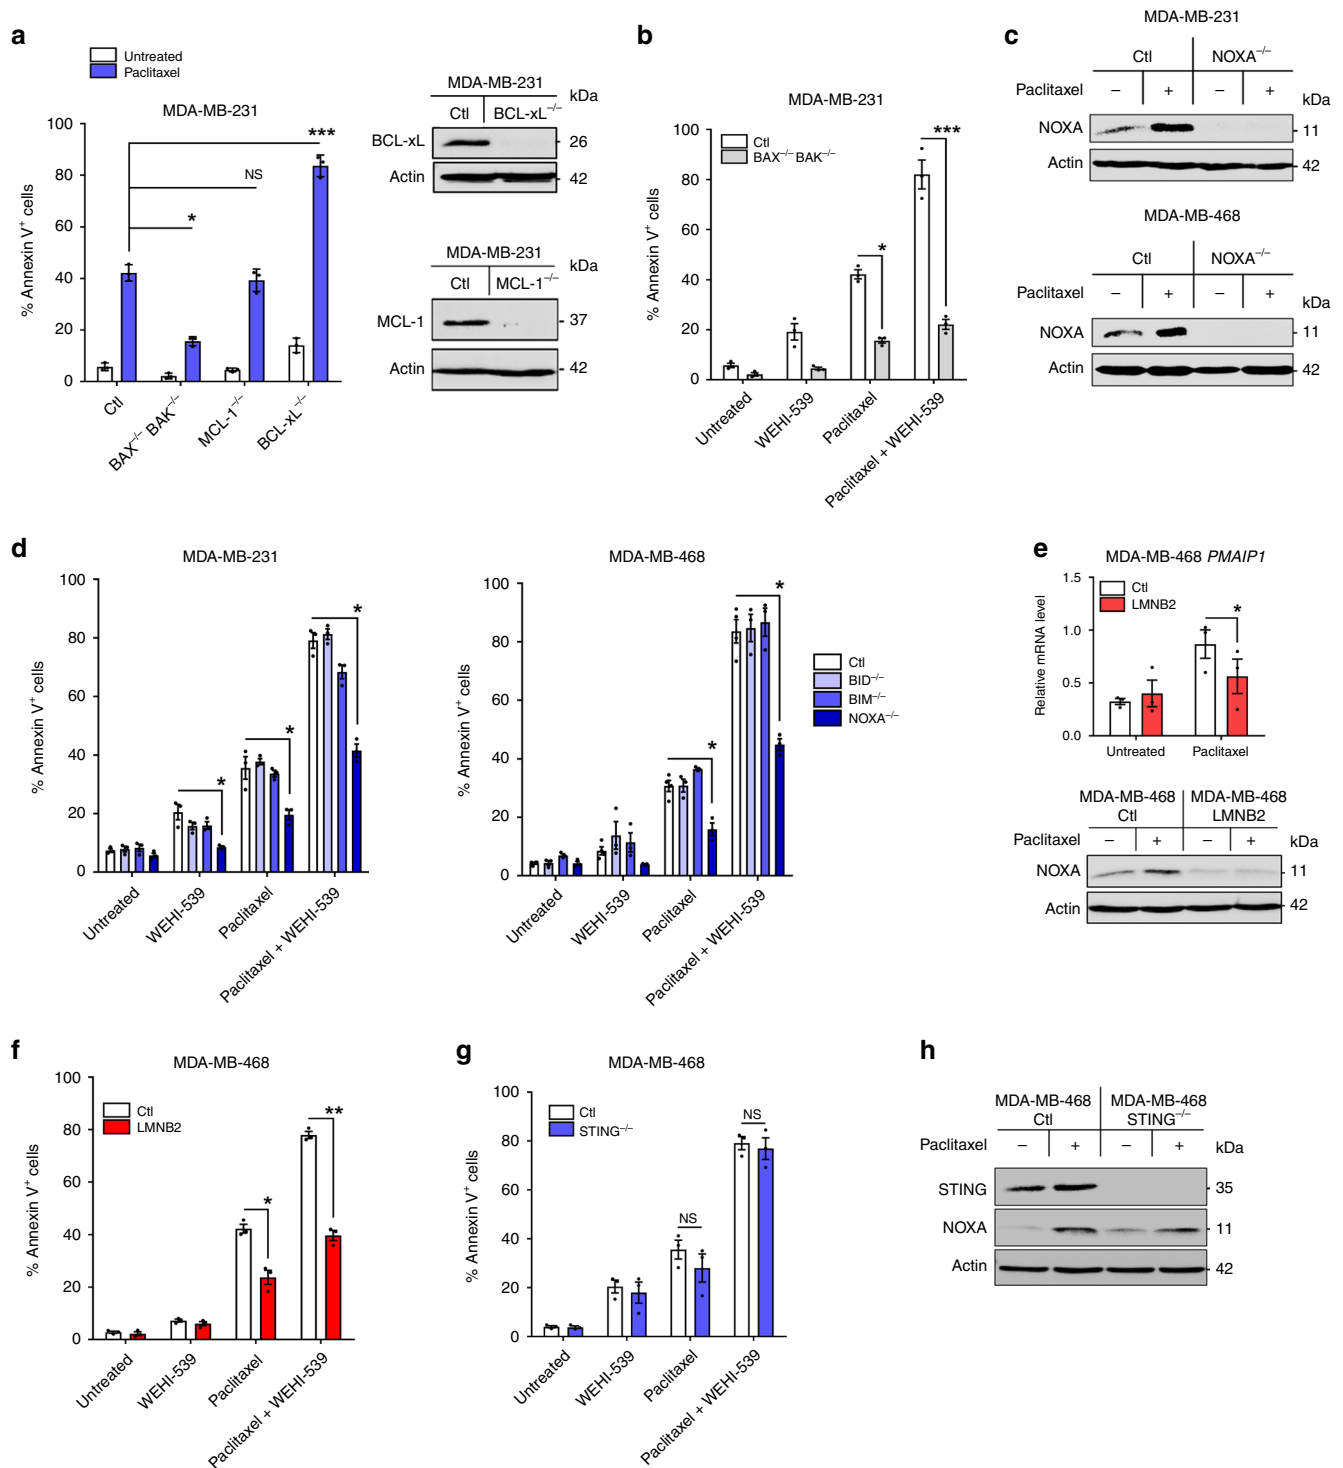 a
Untreated
Paclitaxel
MDA-MB-231
% Annexin V⁺ cells
100
80
60
40
20
0
***
NS
*
Ctl
BAX⁻/⁻ BAK⁻/⁻
MCL-1⁻/⁻
BCL-xL⁻/⁻
MDA-MB-231
Ctl
BCL-xL⁻/⁻
kDa
BCL-xL
26
Actin
42
MDA-MB-231
Ctl
MCL-1⁻/⁻
kDa
MCL-1
37
Actin
42
b
MDA-MB-231
Ctl
BAX⁻/⁻ BAK⁻/⁻
% Annexin V⁺ cells
100
80
60
40
20
0
*
***
Untreated
WEHI-539
Paclitaxel
Paclitaxel + WEHI-539
c
MDA-MB-231
Ctl
NOXA⁻/⁻
Paclitaxel
– + – +
kDa
NOXA
11
Actin
42
MDA-MB-468
Ctl
NOXA⁻/⁻
Paclitaxel
– + – +
kDa
NOXA
11
Actin
42
d
MDA-MB-231
% Annexin V⁺ cells
100
80
60
40
20
0
*
*
*
Untreated
WEHI-539
Paclitaxel
Paclitaxel + WEHI-539
MDA-MB-468
% Annexin V⁺ cells
100
80
60
40
20
0
*
*
Untreated
WEHI-539
Paclitaxel
Paclitaxel + WEHI-539
Ctl
BID⁻/⁻
BIM⁻/⁻
NOXA⁻/⁻
e
MDA-MB-468 PMAIP1
Ctl
LMNB2
Relative mRNA level
1.5
1.0
0.5
0.0
*
Untreated
Paclitaxel
MDA-MB-468
Ctl
MDA-MB-468
LMNB2
Paclitaxel
– + – +
kDa
NOXA
11
Actin
42
f
MDA-MB-468
Ctl
LMNB2
% Annexin V⁺ cells
100
80
60
40
20
0
*
**
Untreated
WEHI-539
Paclitaxel
Paclitaxel + WEHI-539
g
MDA-MB-468
Ctl
STING⁻/⁻
% Annexin V⁺ cells
100
80
60
40
20
0
NS
NS
Untreated
WEHI-539
Paclitaxel
Paclitaxel + WEHI-539
h
MDA-MB-468
Ctl
MDA-MB-468
STING⁻/⁻
Paclitaxel
– + – +
kDa
STING
35
NOXA
11
Actin
42